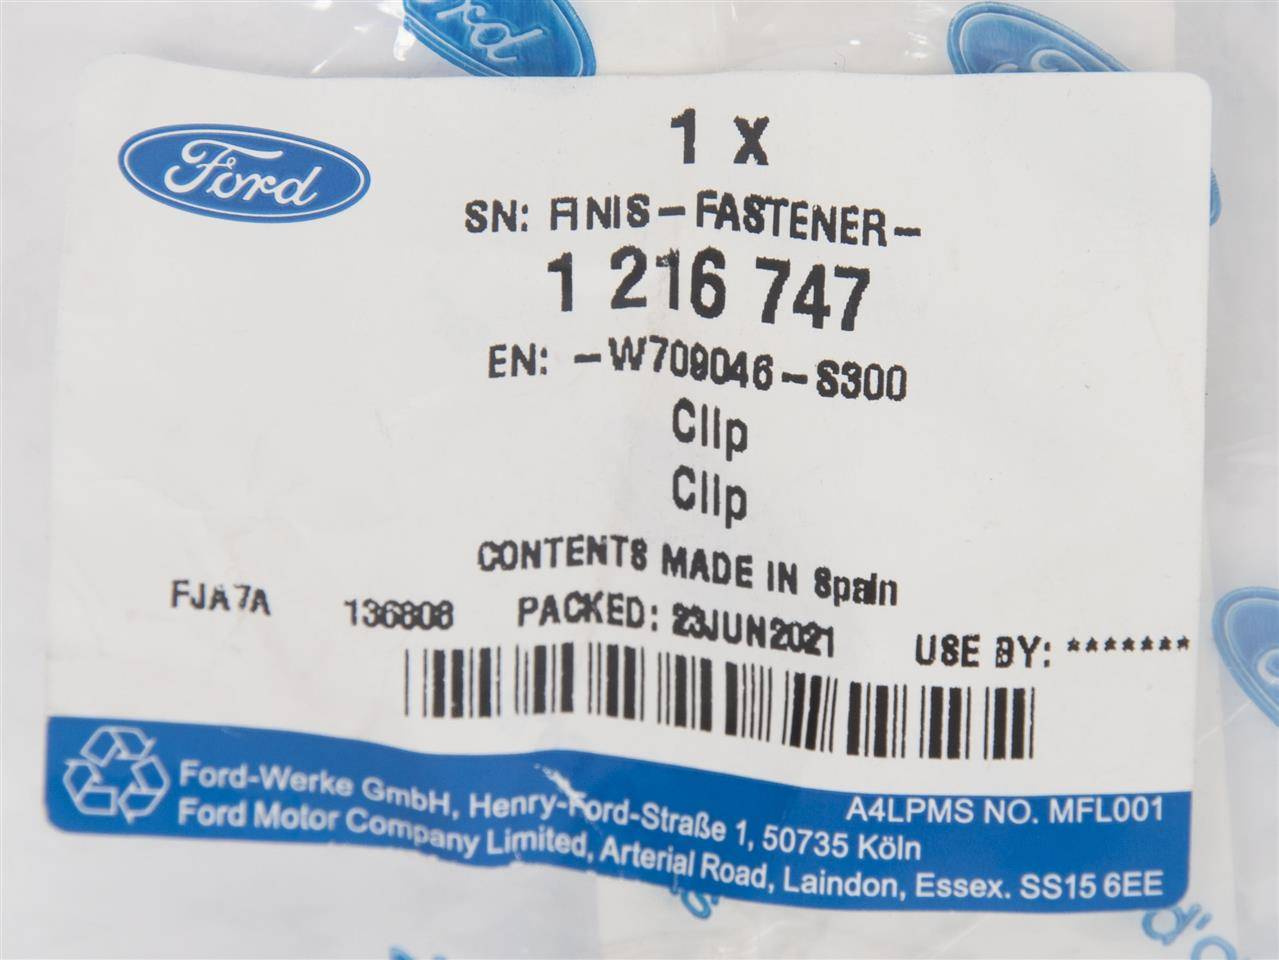 Ford
Ford
1 X
SN: FINIS-FASTENER-
1 216 747
EN: -W709046-S300
Clip
Clip
CONTENTS MADE IN Spain
FJA7A 136808 PACKED: 23JUN2021 USE BY: *******
Ford-Werke GmbH, Henry-Ford-Straße 1, 50735 Köln
A4LPMS NO. MFL001
Ford Motor Company Limited, Arterial Road, Laindon, Essex. SS15 6EE